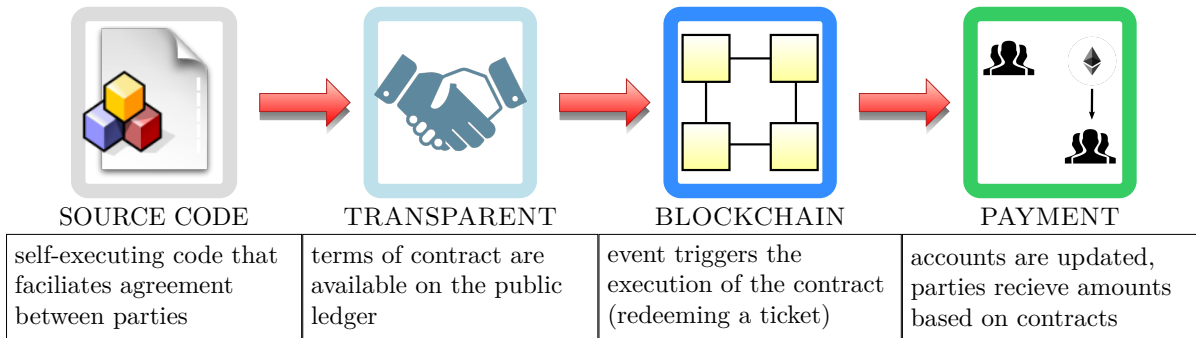 SOURCE CODE
TRANSPARENT
BLOCKCHAIN
PAYMENT
self-executing code that
faciliates agreement
between parties
terms of contract are
available on the public
ledger
event triggers the
execution of the contract
(redeeming a ticket)
accounts are updated,
parties recieve amounts
based on contracts